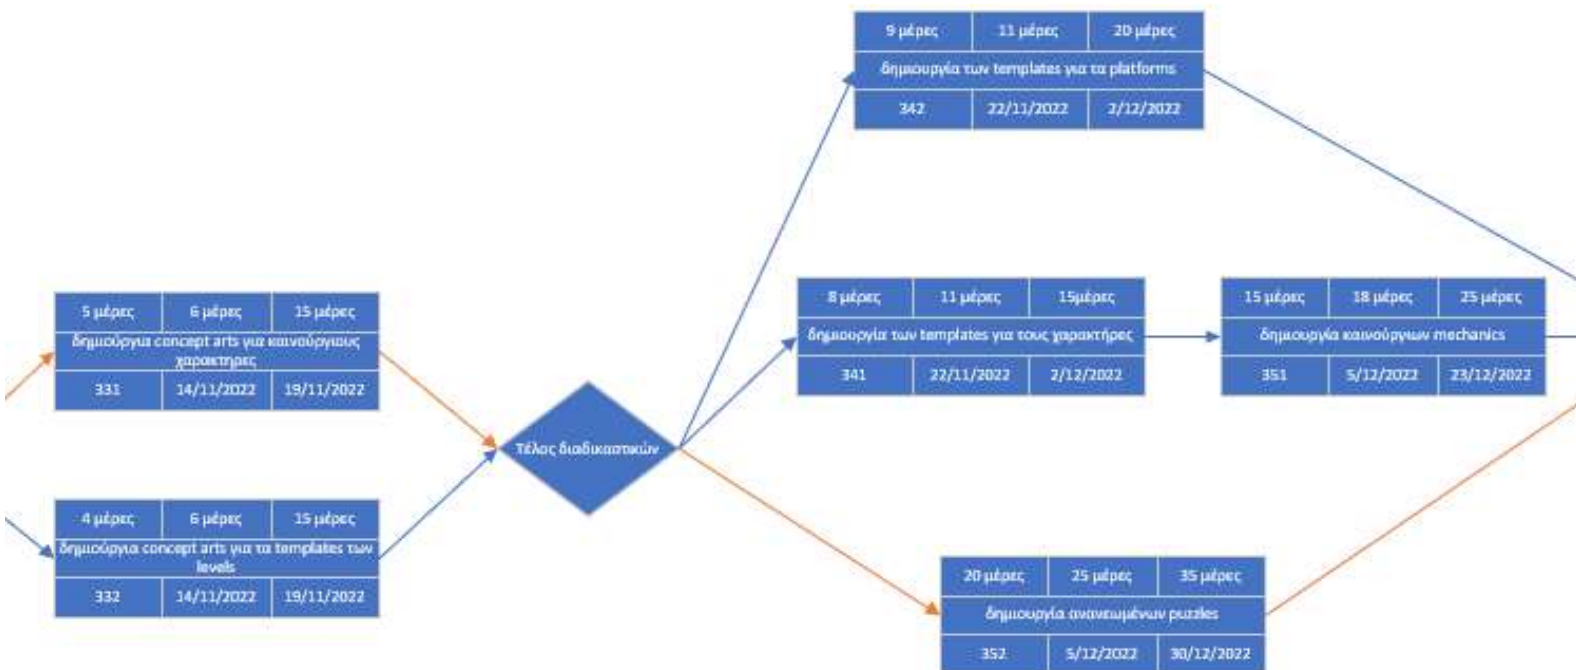 9 μέρες 11 μέρες 20 μέρες
δημιουργία των templates για τα platforms
342 22/11/2022 2/12/2022
5 μέρες 6 μέρες 15 μέρες
δημιούργια concept arts για καινούργιους
χαρακτηρες
331 14/11/2022 19/11/2022
8 μέρες 11 μέρες 15μέρες
δημιουργία των templates για τους χαρακτήρες
341 22/11/2022 2/12/2022
15 μέρες 18 μέρες 25 μέρες
δημιουργία καινούργιων mechanics
351 5/12/2022 23/12/2022
Τέλος διαδικαστικών
4 μέρες 6 μέρες 15 μέρες
δημιούργια concept arts για τα templates των
levels
332 14/11/2022 19/11/2022
20 μέρες 25 μέρες 35 μέρες
δημιουργία ανανεωμένων puzzles
352 5/12/2022 30/12/2022